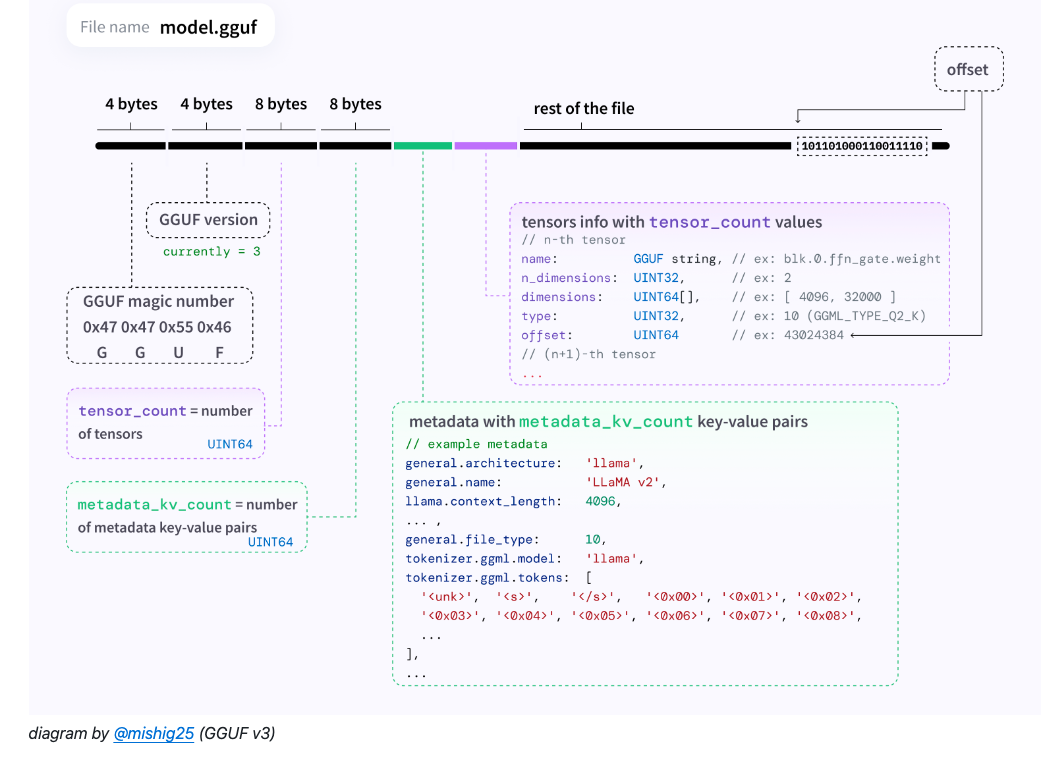 File name model.gguf
offset
4 bytes 4 bytes 8 bytes 8 bytes rest of the file
101101000110011110
GGUF version
currently = 3
GGUF magic number
0x47 0x47 0x55 0x46
G G U F
tensor_count = number
of tensors
UINT64
metadata_kv_count = number
of metadata key-value pairs
UINT64
tensors info with tensor_count values
// n-th tensor
name: GGUF string, // ex: blk.0.ffn_gate.weight
n_dimensions: UINT32, // ex: 2
dimensions: UINT64[], // ex: [ 4096, 32000 ]
type: UINT32, // ex: 10 (GGML_TYPE_Q2_K)
offset: UINT64 // ex: 43024384
// (n+1)-th tensor
...
metadata with metadata_kv_count key-value pairs
// example metadata
general.architecture: 'llama',
general.name: 'LLaMA v2',
llama.context_length: 4096,
... ,
general.file_type: 10,
tokenizer.ggml.model: 'llama',
tokenizer.ggml.tokens: [
'<unk>', '<s>', '</s>', '<0x00>', '<0x01>', '<0x02>',
'<0x03>', '<0x04>', '<0x05>', '<0x06>', '<0x07>', '<0x08>',
...
],
...
diagram by @mishig25 (GGUF v3)